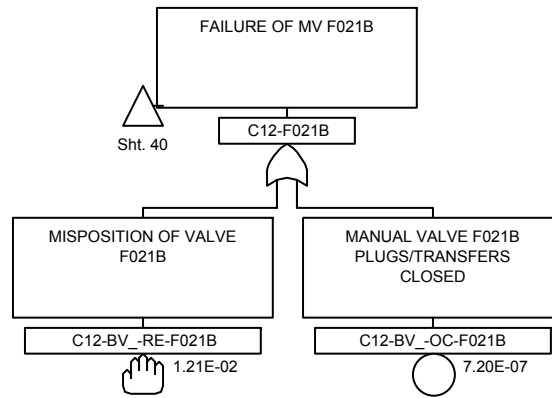 FAILURE OF MV F021B
Sht. 40
C12-F021B
MISPOSITION OF VALVE
F021B
C12-BV_-RE-F021B
1.21E-02
MANUAL VALVE F021B
PLUGS/TRANSFERS
CLOSED
C12-BV_-OC-F021B
7.20E-07